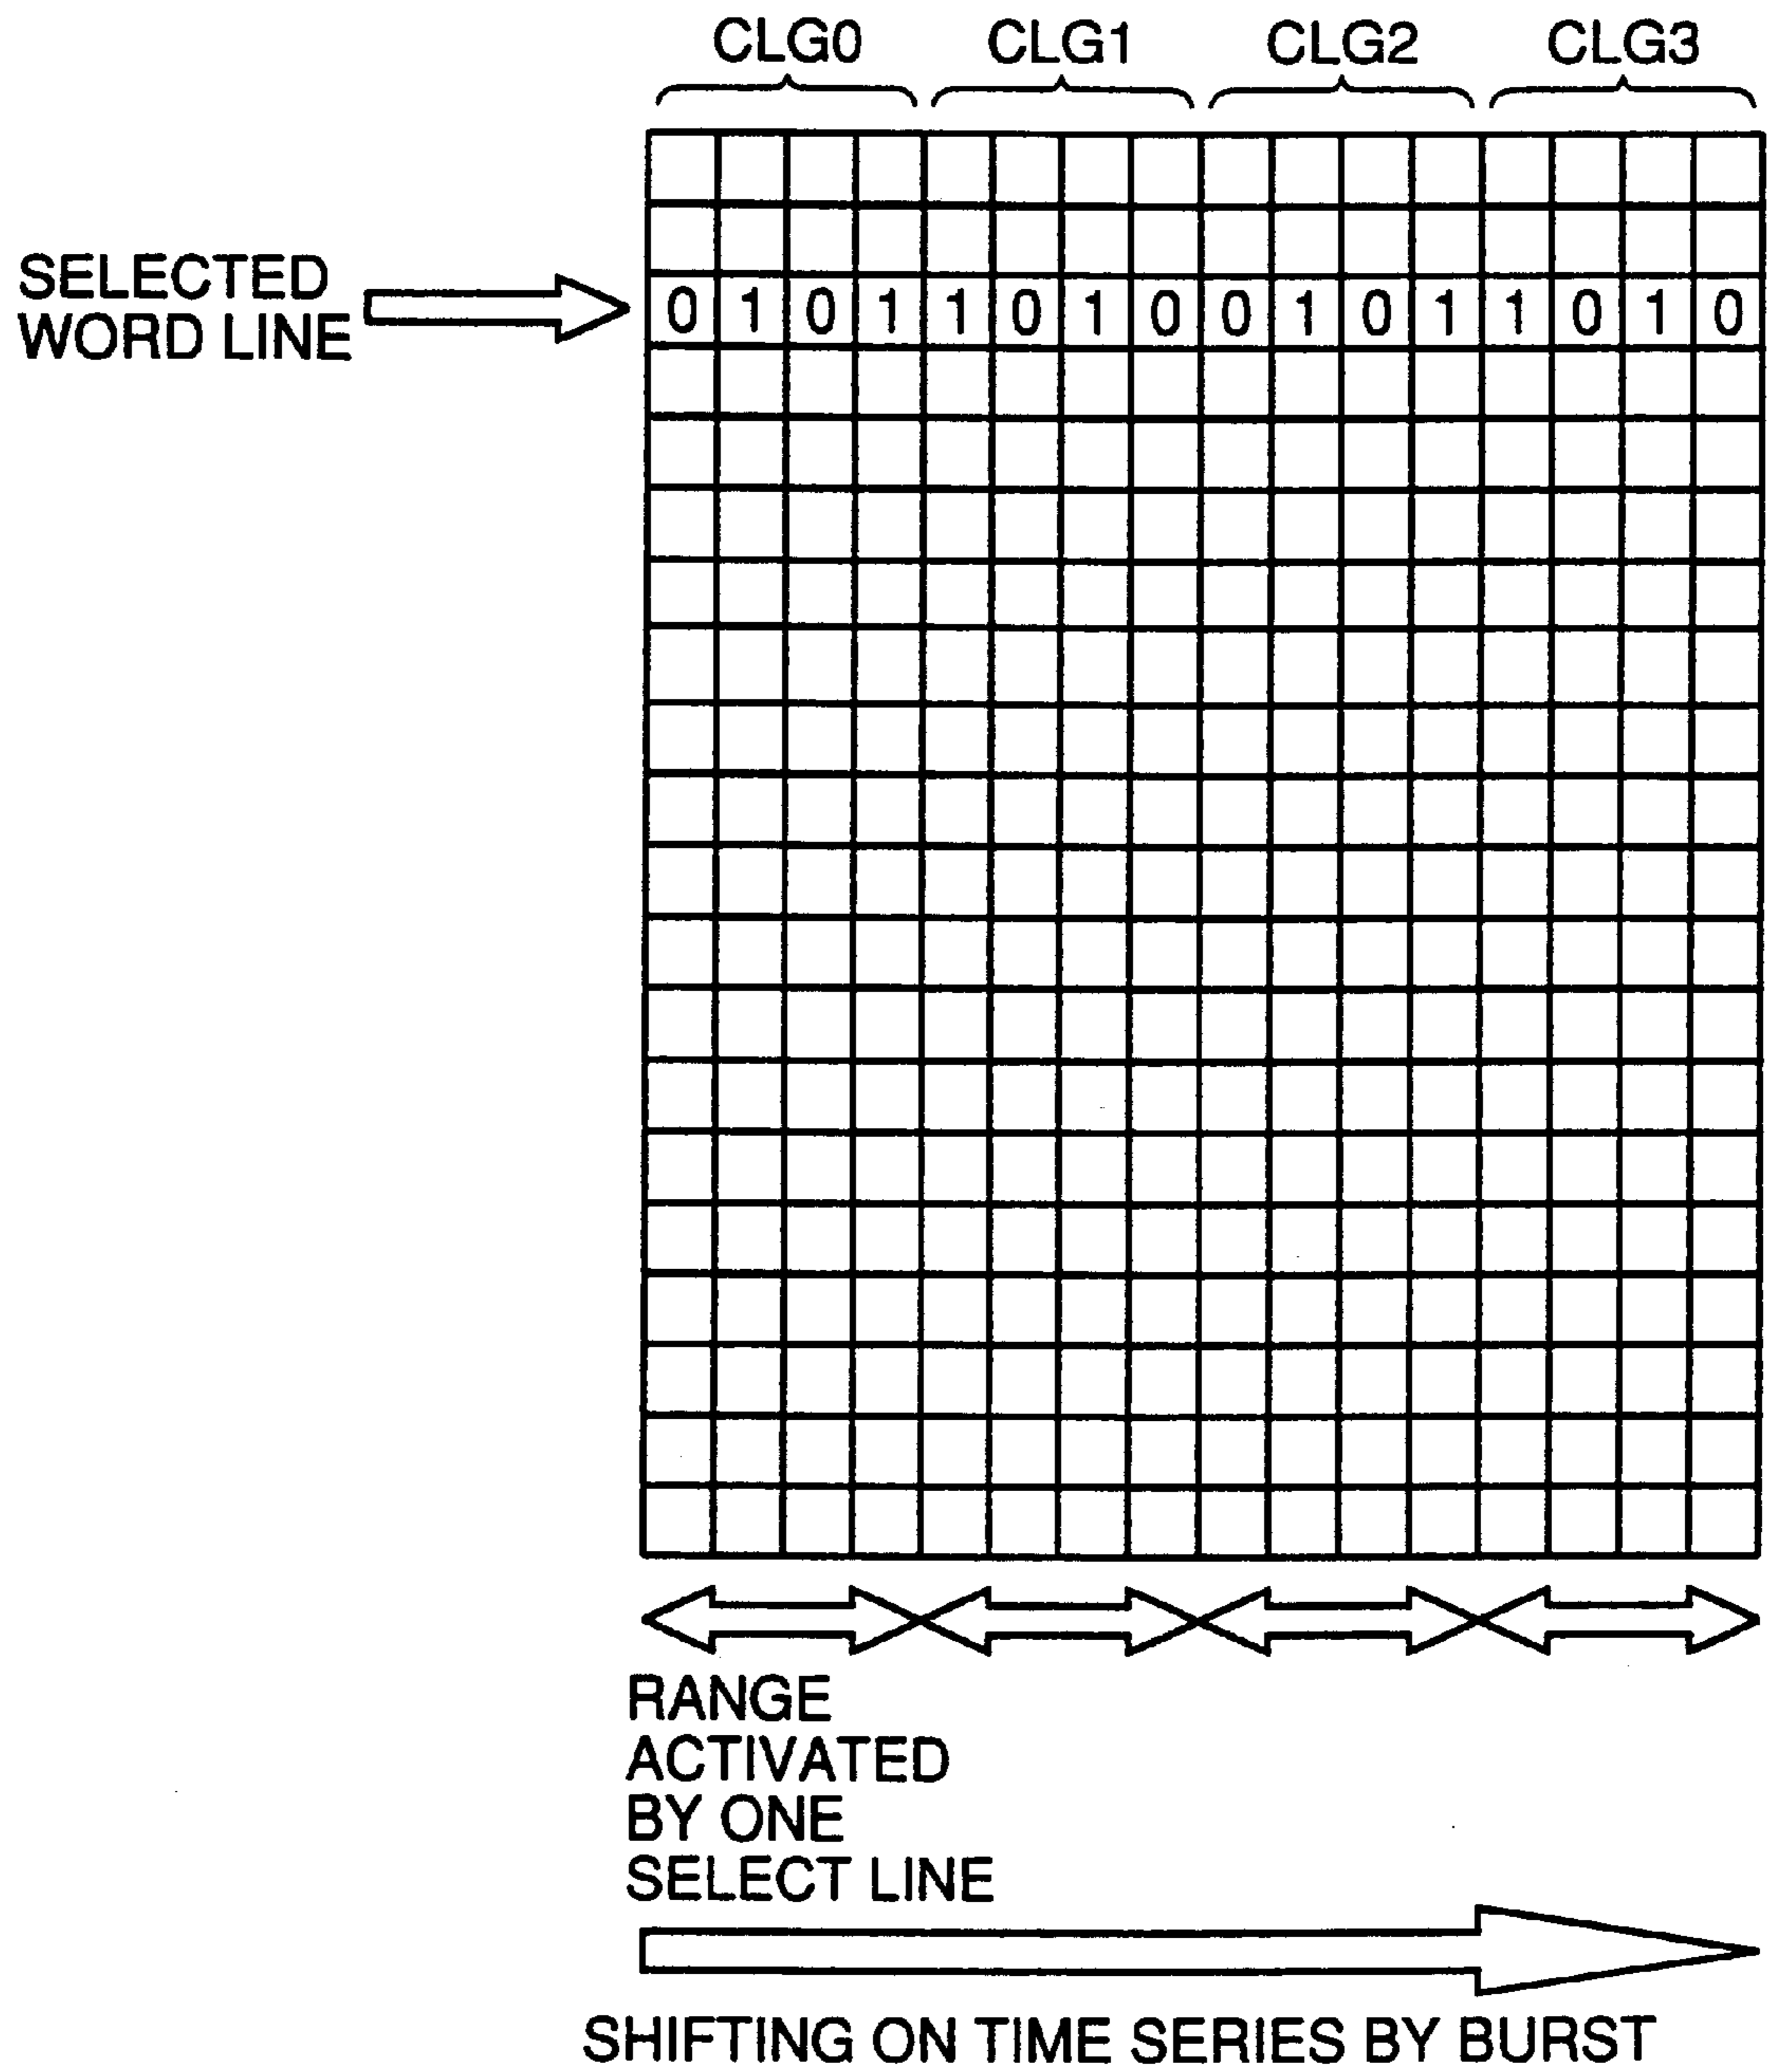 CLG0 CLG1 CLG2 CLG3
SELECTED
WORD LINE
0 1 0 1 1 0 1 0 0 1 0 1 1 0 1 0
RANGE
ACTIVATED
BY ONE
SELECT LINE
SHIFTING ON TIME SERIES BY BURST